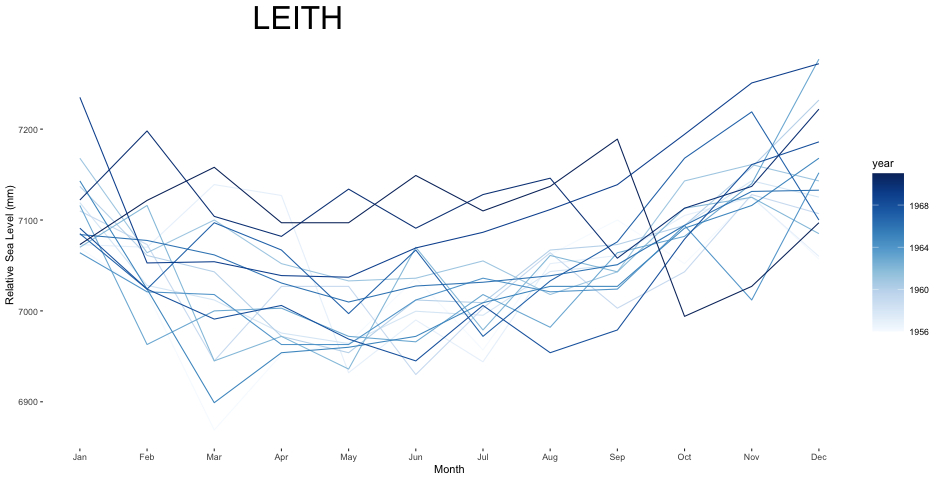 LEITH
Relative Sea Level (mm)
7200
7100
7000
6900
Jan Feb Mar Apr May Jun Jul Aug Sep Oct Nov Dec
Month
year
1968
1964
1960
1956